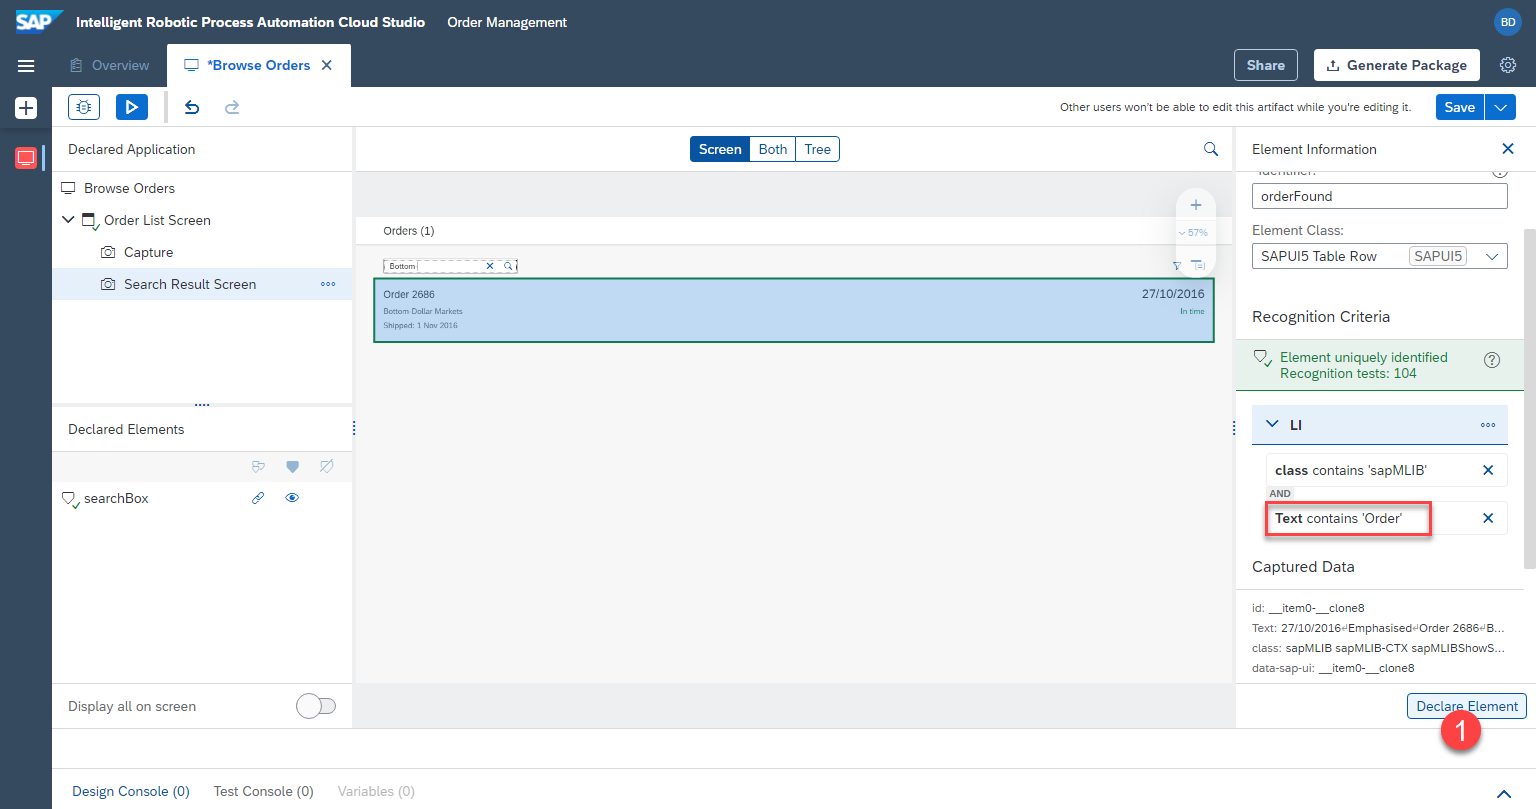 SAP Intelligent Robotic Process Automation Cloud Studio Order Management BD
Overview *Browse Orders Share Generate Package
Other users won't be able to edit this artifact while you're editing it. Save
Declared Application
Browse Orders
Order List Screen
Capture
Search Result Screen
Declared Elements
searchBox
Display all on screen
Screen Both Tree
57%
Orders (1)
Bottom
Order 2686 27/10/2016
Bottom-Dollar Markets In time
Shipped: 1 Nov 2016
Element Information
Identifier:
orderFound
Element Class:
SAPUI5 Table Row SAPUI5
Recognition Criteria
Element uniquely identified
Recognition tests: 104
LI
class contains 'sapMLIB'
AND
Text contains 'Order'
Captured Data
id: __item0-__clone8
Text: 27/10/2016↵Emphasised↵Order 2686↵B...
class: sapMLIB sapMLIB-CTX sapMLIBShowS...
data-sap-ui: __item0-__clone8
Declare Element
1
Design Console (0) Test Console (0) Variables (0)